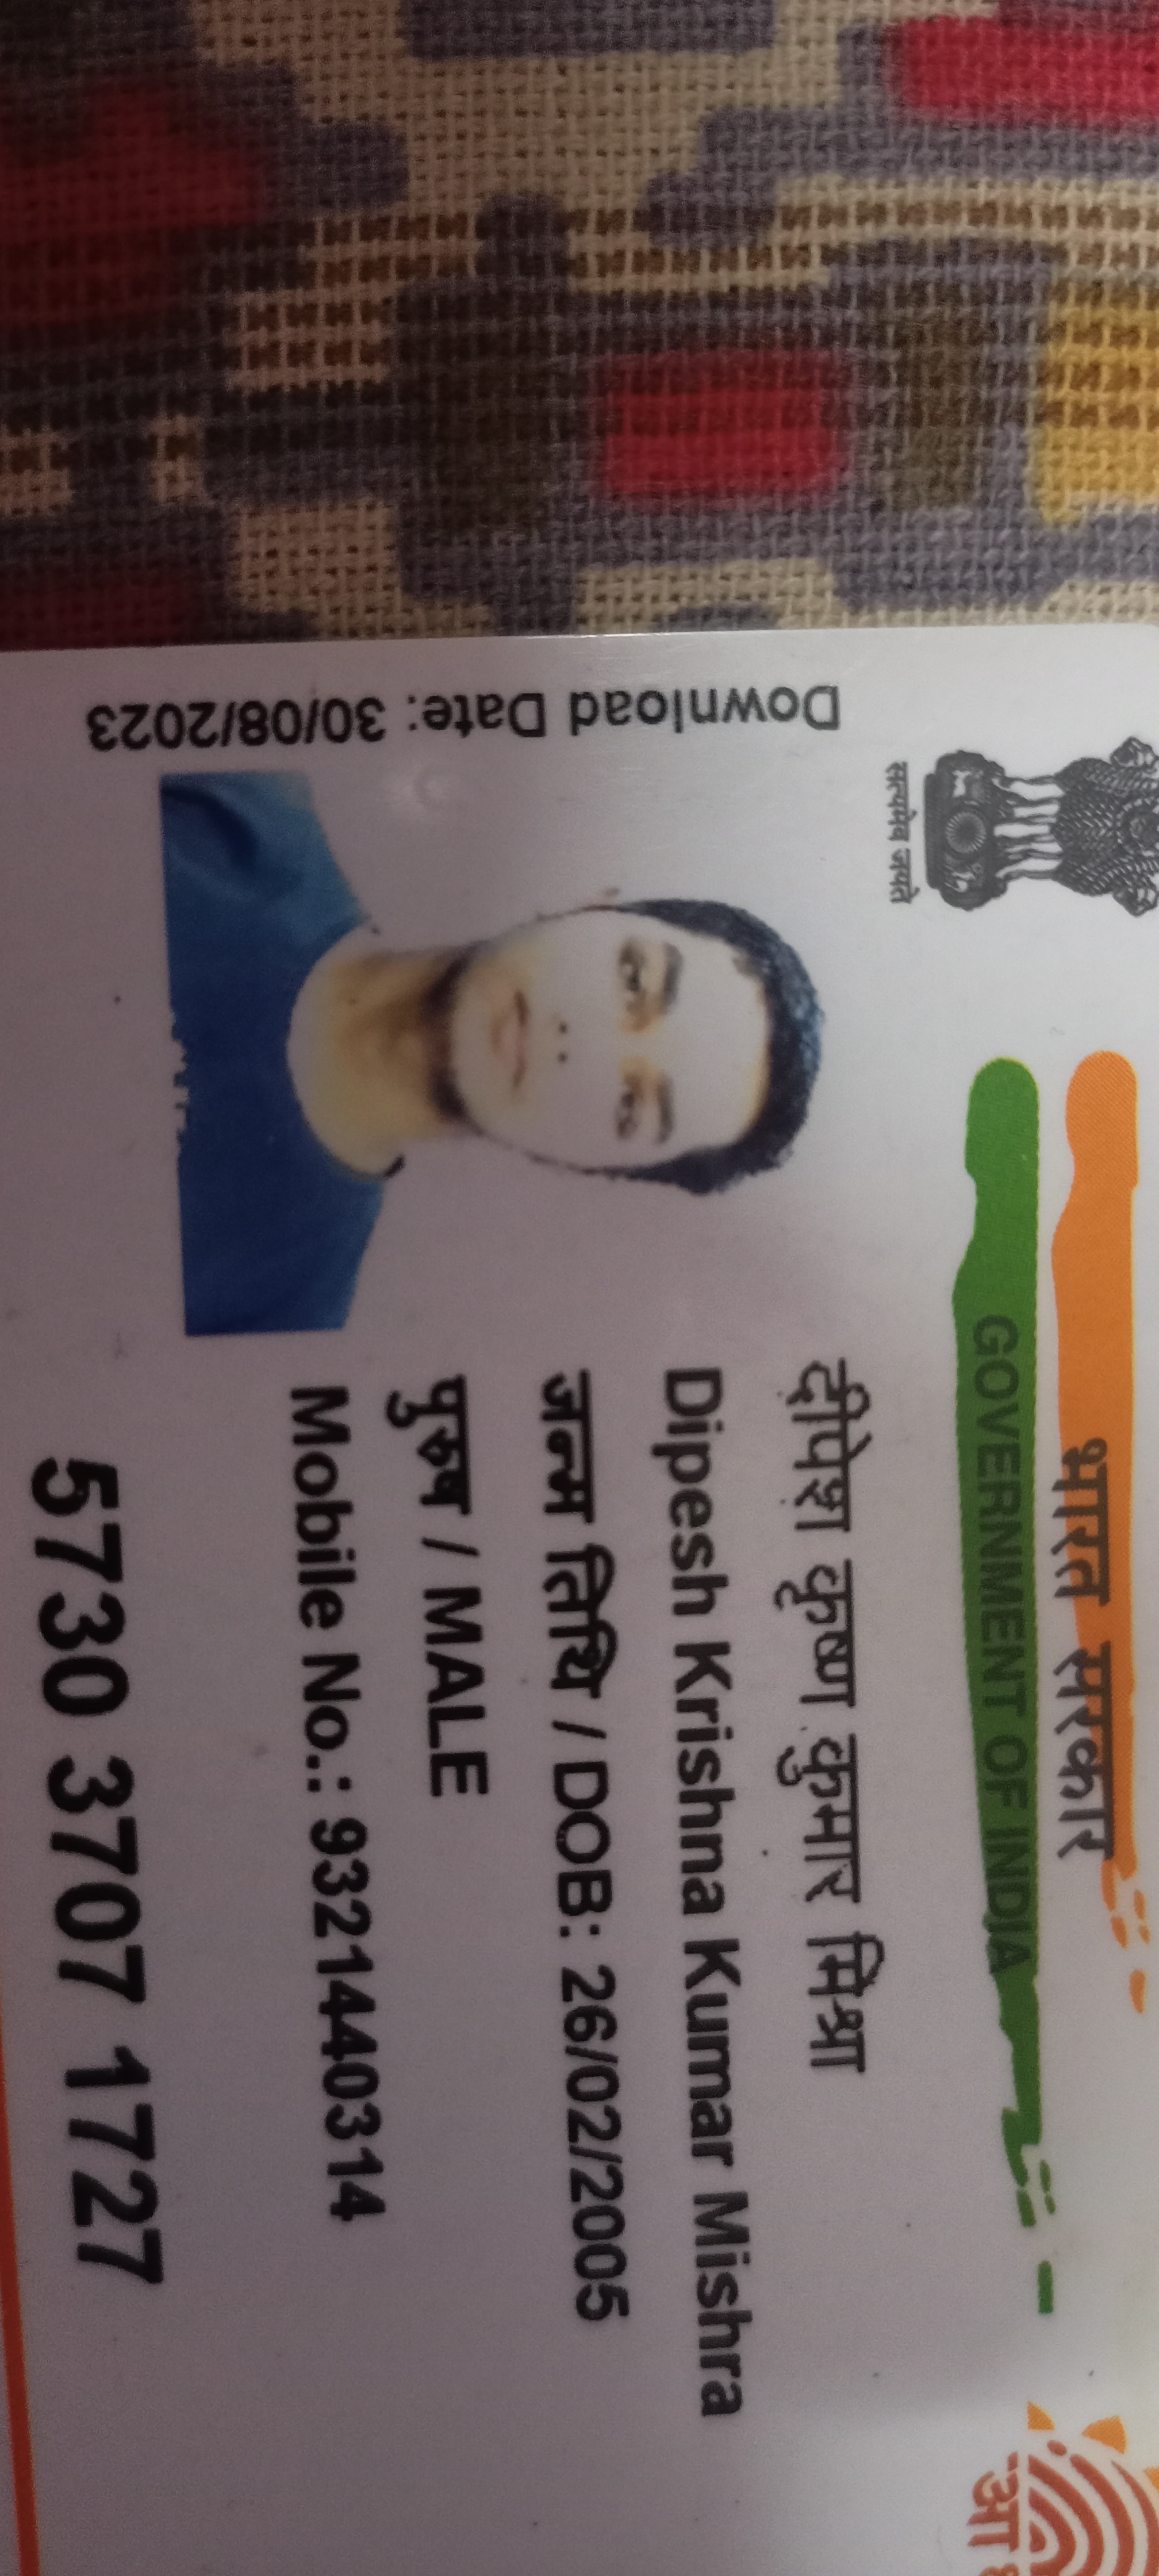 भारत सरकार
GOVERNMENT OF INDIA
सत्यमेव जयते
Download Date: 30/08/2023
दीपेश कृष्ण कुमार मिश्रा
Dipesh Krishna Kumar Mishra
जन्म तिथि / DOB: 26/02/2005
पुरुष / MALE
Mobile No.: 9321440314
5730 3707 1727